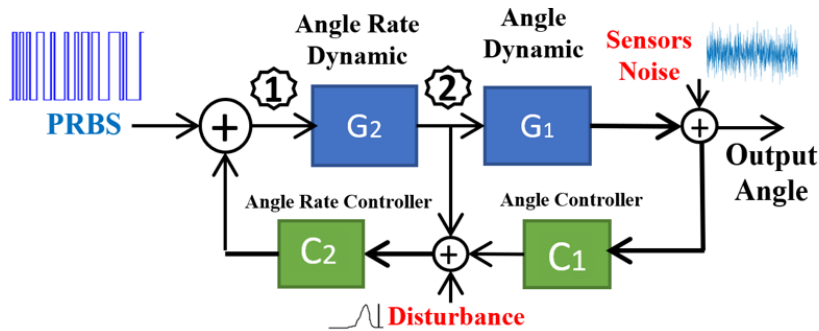 Angle Rate
Dynamic
Angle
Dynamic
Sensors
Noise
PRBS
1
2
+
G2
G1
+
Output
Angle
Angle Rate Controller
Angle Controller
C2
+
C1
Disturbance